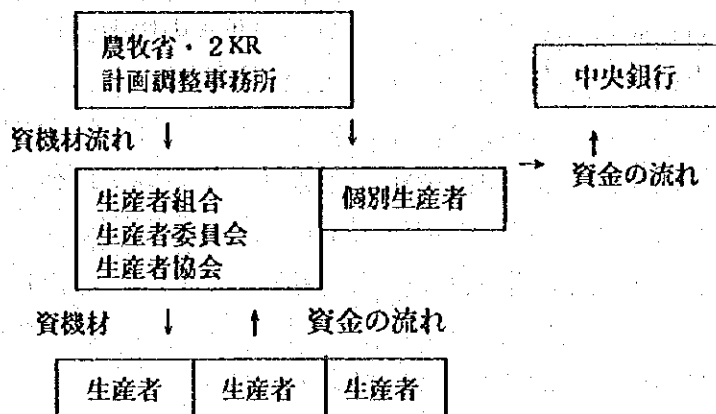 農牧省・２KR
計画調整事務所
中央銀行
資機材流れ ↓ ↓
→ ↑
資金の流れ
生産者組合
生産者委員会
生産者協会
個別生産者
資機材 ↓ ↑ 資金の流れ
生産者 生産者 生産者